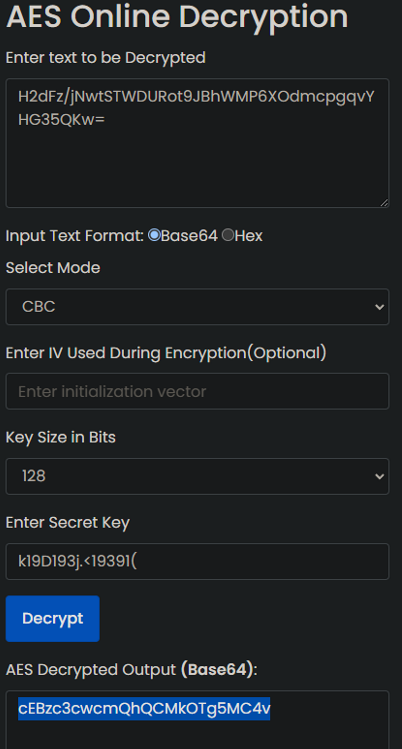 AES Online Decryption
Enter text to be Decrypted
H2dFz/jNwtSTWDURot9JBhWMP6XOdmcpgqvY
HG35QKw=
Input Text Format: Base64 Hex
Select Mode
CBC
Enter IV Used During Encryption(Optional)
Enter initialization vector
Key Size in Bits
128
Enter Secret Key
k19D193j.<19391(
Decrypt
AES Decrypted Output (Base64):
cEBzc3cwcmQhQCMkOTg5MC4v